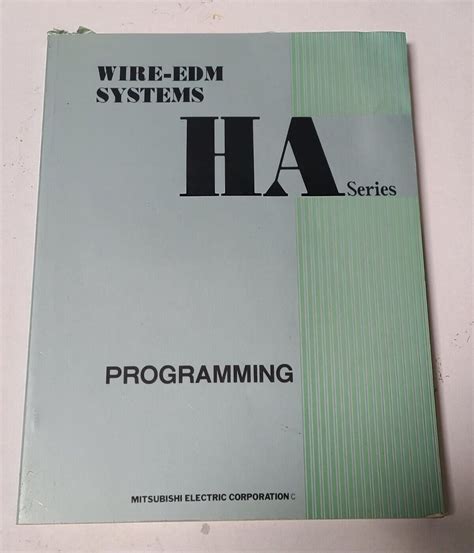 WIRE-EDM
SYSTEMS
HA Series
PROGRAMMING
MITSUBISHI ELECTRIC CORPORATION C